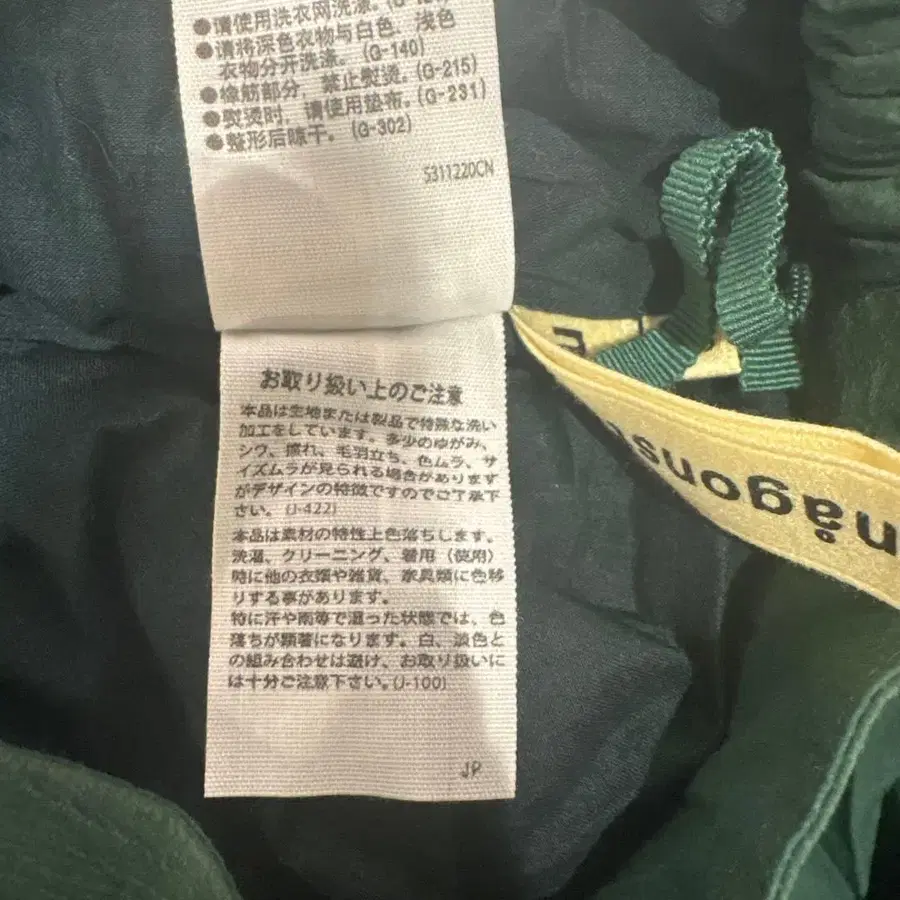 ●请使用洗衣网洗涤。(G-
●请将深色衣物与白色、浅色
衣物分开洗涤。(G-140)
●橡筋部分，禁止熨烫。(G-215)
●熨烫时，请使用垫布。(G-231)
●整形后晾干。(G-302)
S311220CN
お取り扱い上のご注意
本品は生地または製品で特殊な洗い
加工をしています。多少のゆがみ、
シワ、擦れ、毛羽立ち、色ムラ、サ
イズムラが見られる場合があります
がデザインの特徴ですのでご了承下
さい。(J-422)
本品は素材の特性上色落ちします。
洗濯、クリーニング、着用（使用）
時に他の衣類や雑貨、家具類に色移
りする事があります。
特に汗や雨等で湿った状態では、色
落ちが顕著になります。白、淡色と
の組み合わせは避け、お取り扱いに
は十分ご注意下さい。(J-100)
JP
någons